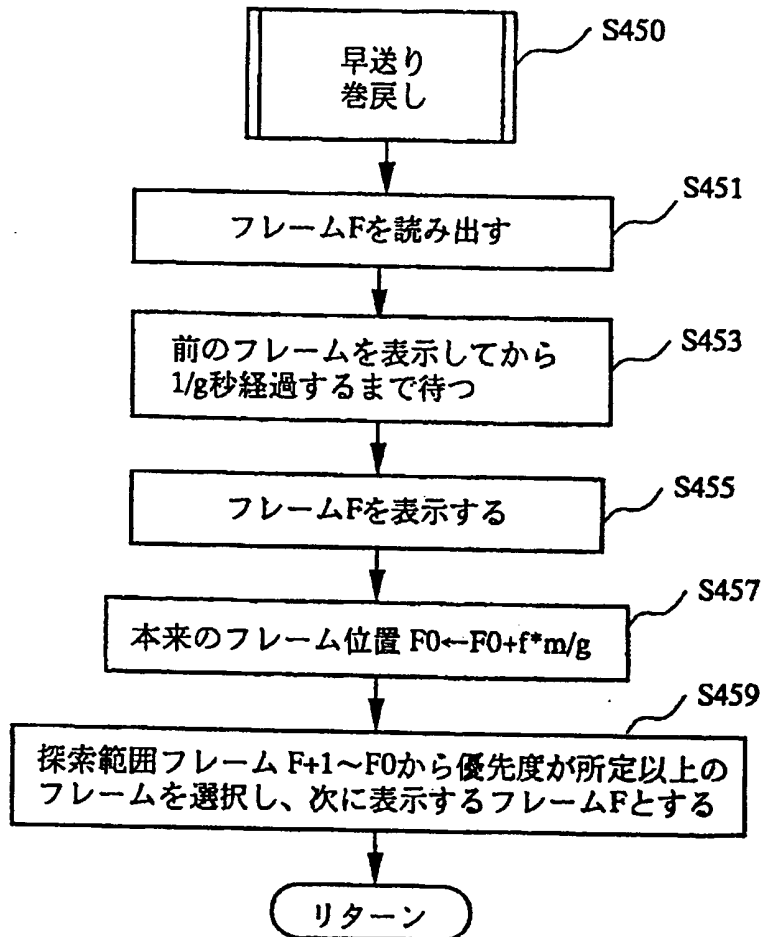 S450
早送り
巻戻し
S451
フレームFを読み出す
S453
前のフレームを表示してから
1/g秒経過するまで待つ
S455
フレームFを表示する
S457
本来のフレーム位置 F0←F0+f*m/g
S459
探索範囲フレーム F+1～F0から優先度が所定以上の
フレームを選択し、次に表示するフレームFとする
リターン